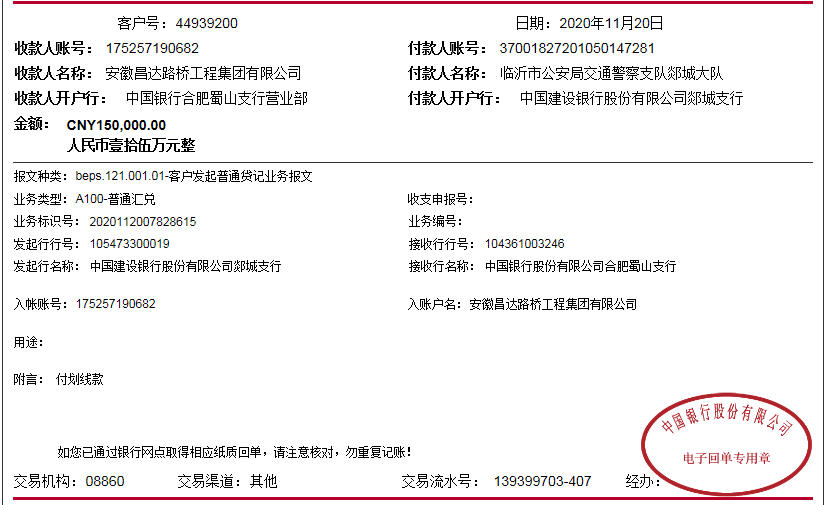 客户号：44939200 日期：2020年11月20日
收款人账号： 175257190682 付款人账号： 37001827201050147281
收款人名称： 安徽昌达路桥工程集团有限公司 付款人名称： 临沂市公安局交通警察支队郯城大队
收款人开户行： 中国银行合肥蜀山支行营业部 付款人开户行： 中国建设银行股份有限公司郯城支行
金额： CNY150,000.00
人民币壹拾伍万元整
报文种类：beps.121.001.01-客户发起普通贷记业务报文
业务类型：A100-普通汇兑 收支申报号：
业务标识号： 2020112007828615 业务编号：
发起行行号： 105473300019 接收行行号： 104361003246
发起行名称： 中国建设银行股份有限公司郯城支行 接收行名称： 中国银行股份有限公司合肥蜀山支行
入帐账号：175257190682 入账户名：安徽昌达路桥工程集团有限公司
用途：
附言： 付划线款
中国银行股份有限公司
电子回单专用章
如您已通过银行网点取得相应纸质回单，请注意核对，勿重复记账！
交易机构：08860 交易渠道：其他 交易流水号： 139399703-407 经办：